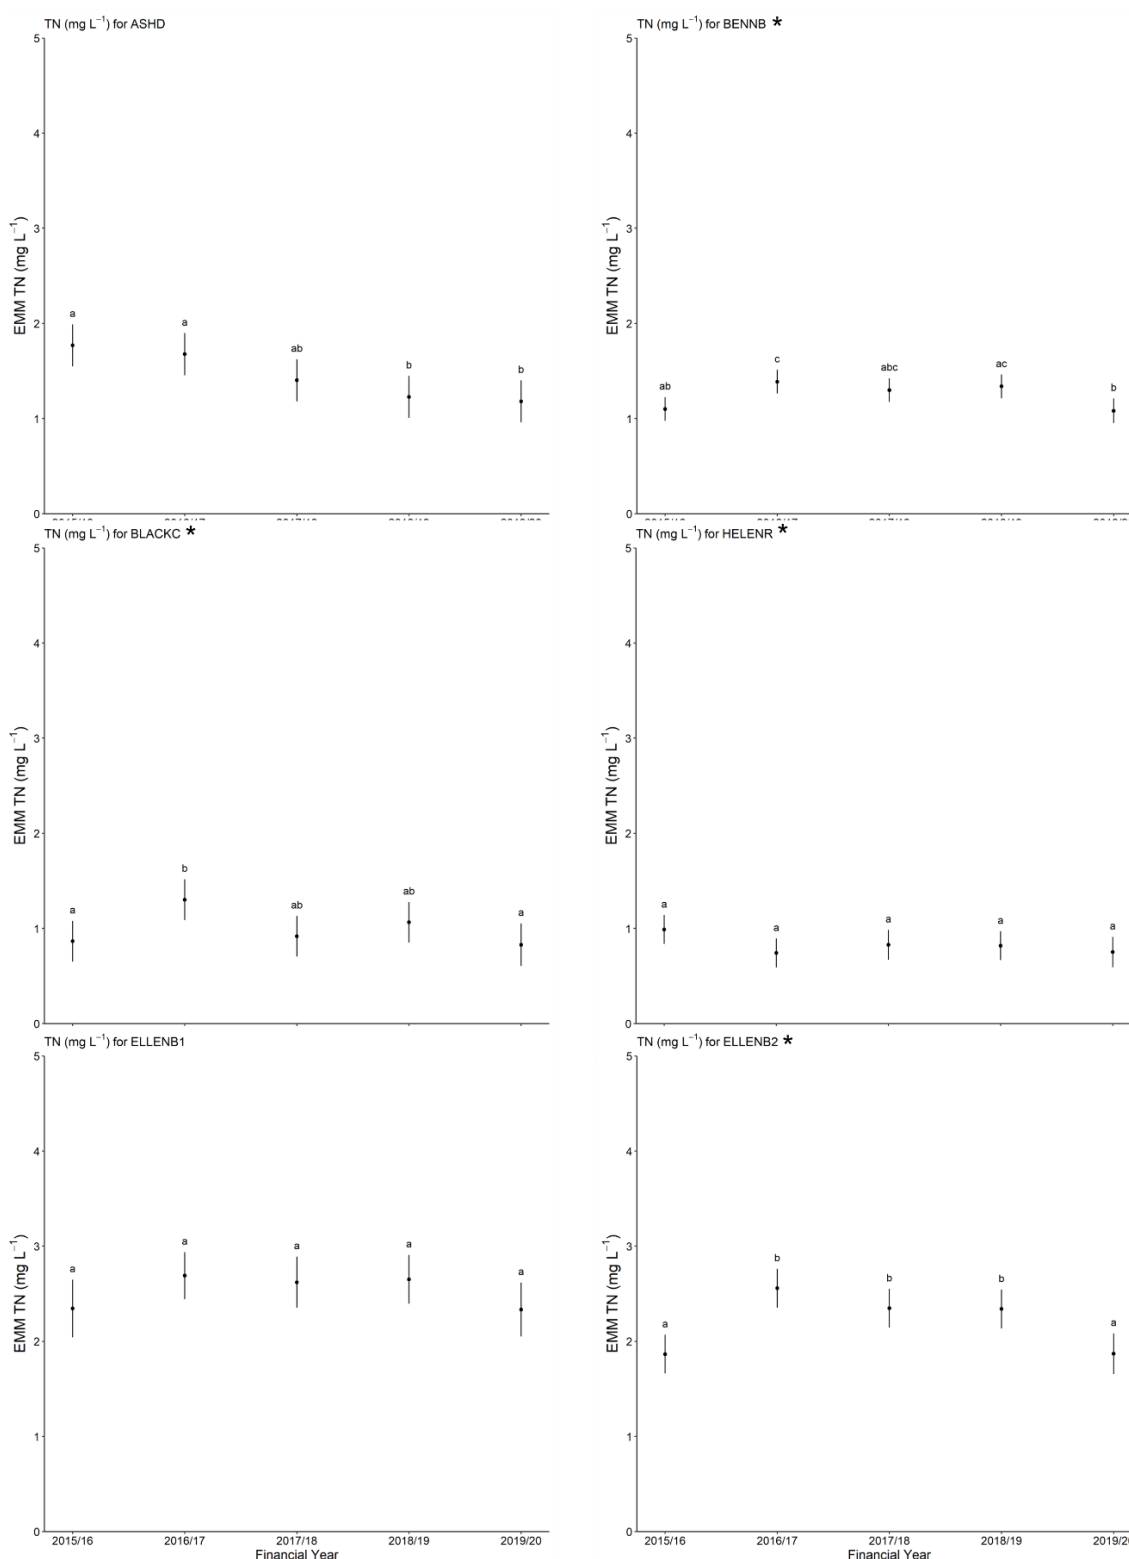 TN (mg L⁻¹) for ASHD
5
4
3
2
1
0
EMM TN (mg L⁻¹)
a
a
ab
b
b
TN (mg L⁻¹) for BENNB *
5
4
3
2
1
0
EMM TN (mg L⁻¹)
ab
c
abc
ac
b
TN (mg L⁻¹) for BLACKC *
5
4
3
2
1
0
EMM TN (mg L⁻¹)
a
b
ab
ab
a
TN (mg L⁻¹) for HELENR *
5
4
3
2
1
0
EMM TN (mg L⁻¹)
a
a
a
a
a
TN (mg L⁻¹) for ELLENB1
5
4
3
2
1
0
EMM TN (mg L⁻¹)
a
a
a
a
a
2015/16 2016/17 2017/18 2018/19 2019/20
Financial Year
TN (mg L⁻¹) for ELLENB2 *
5
4
3
2
1
0
EMM TN (mg L⁻¹)
a
b
b
b
a
2015/16 2016/17 2017/18 2018/19 2019/20
Financial Year